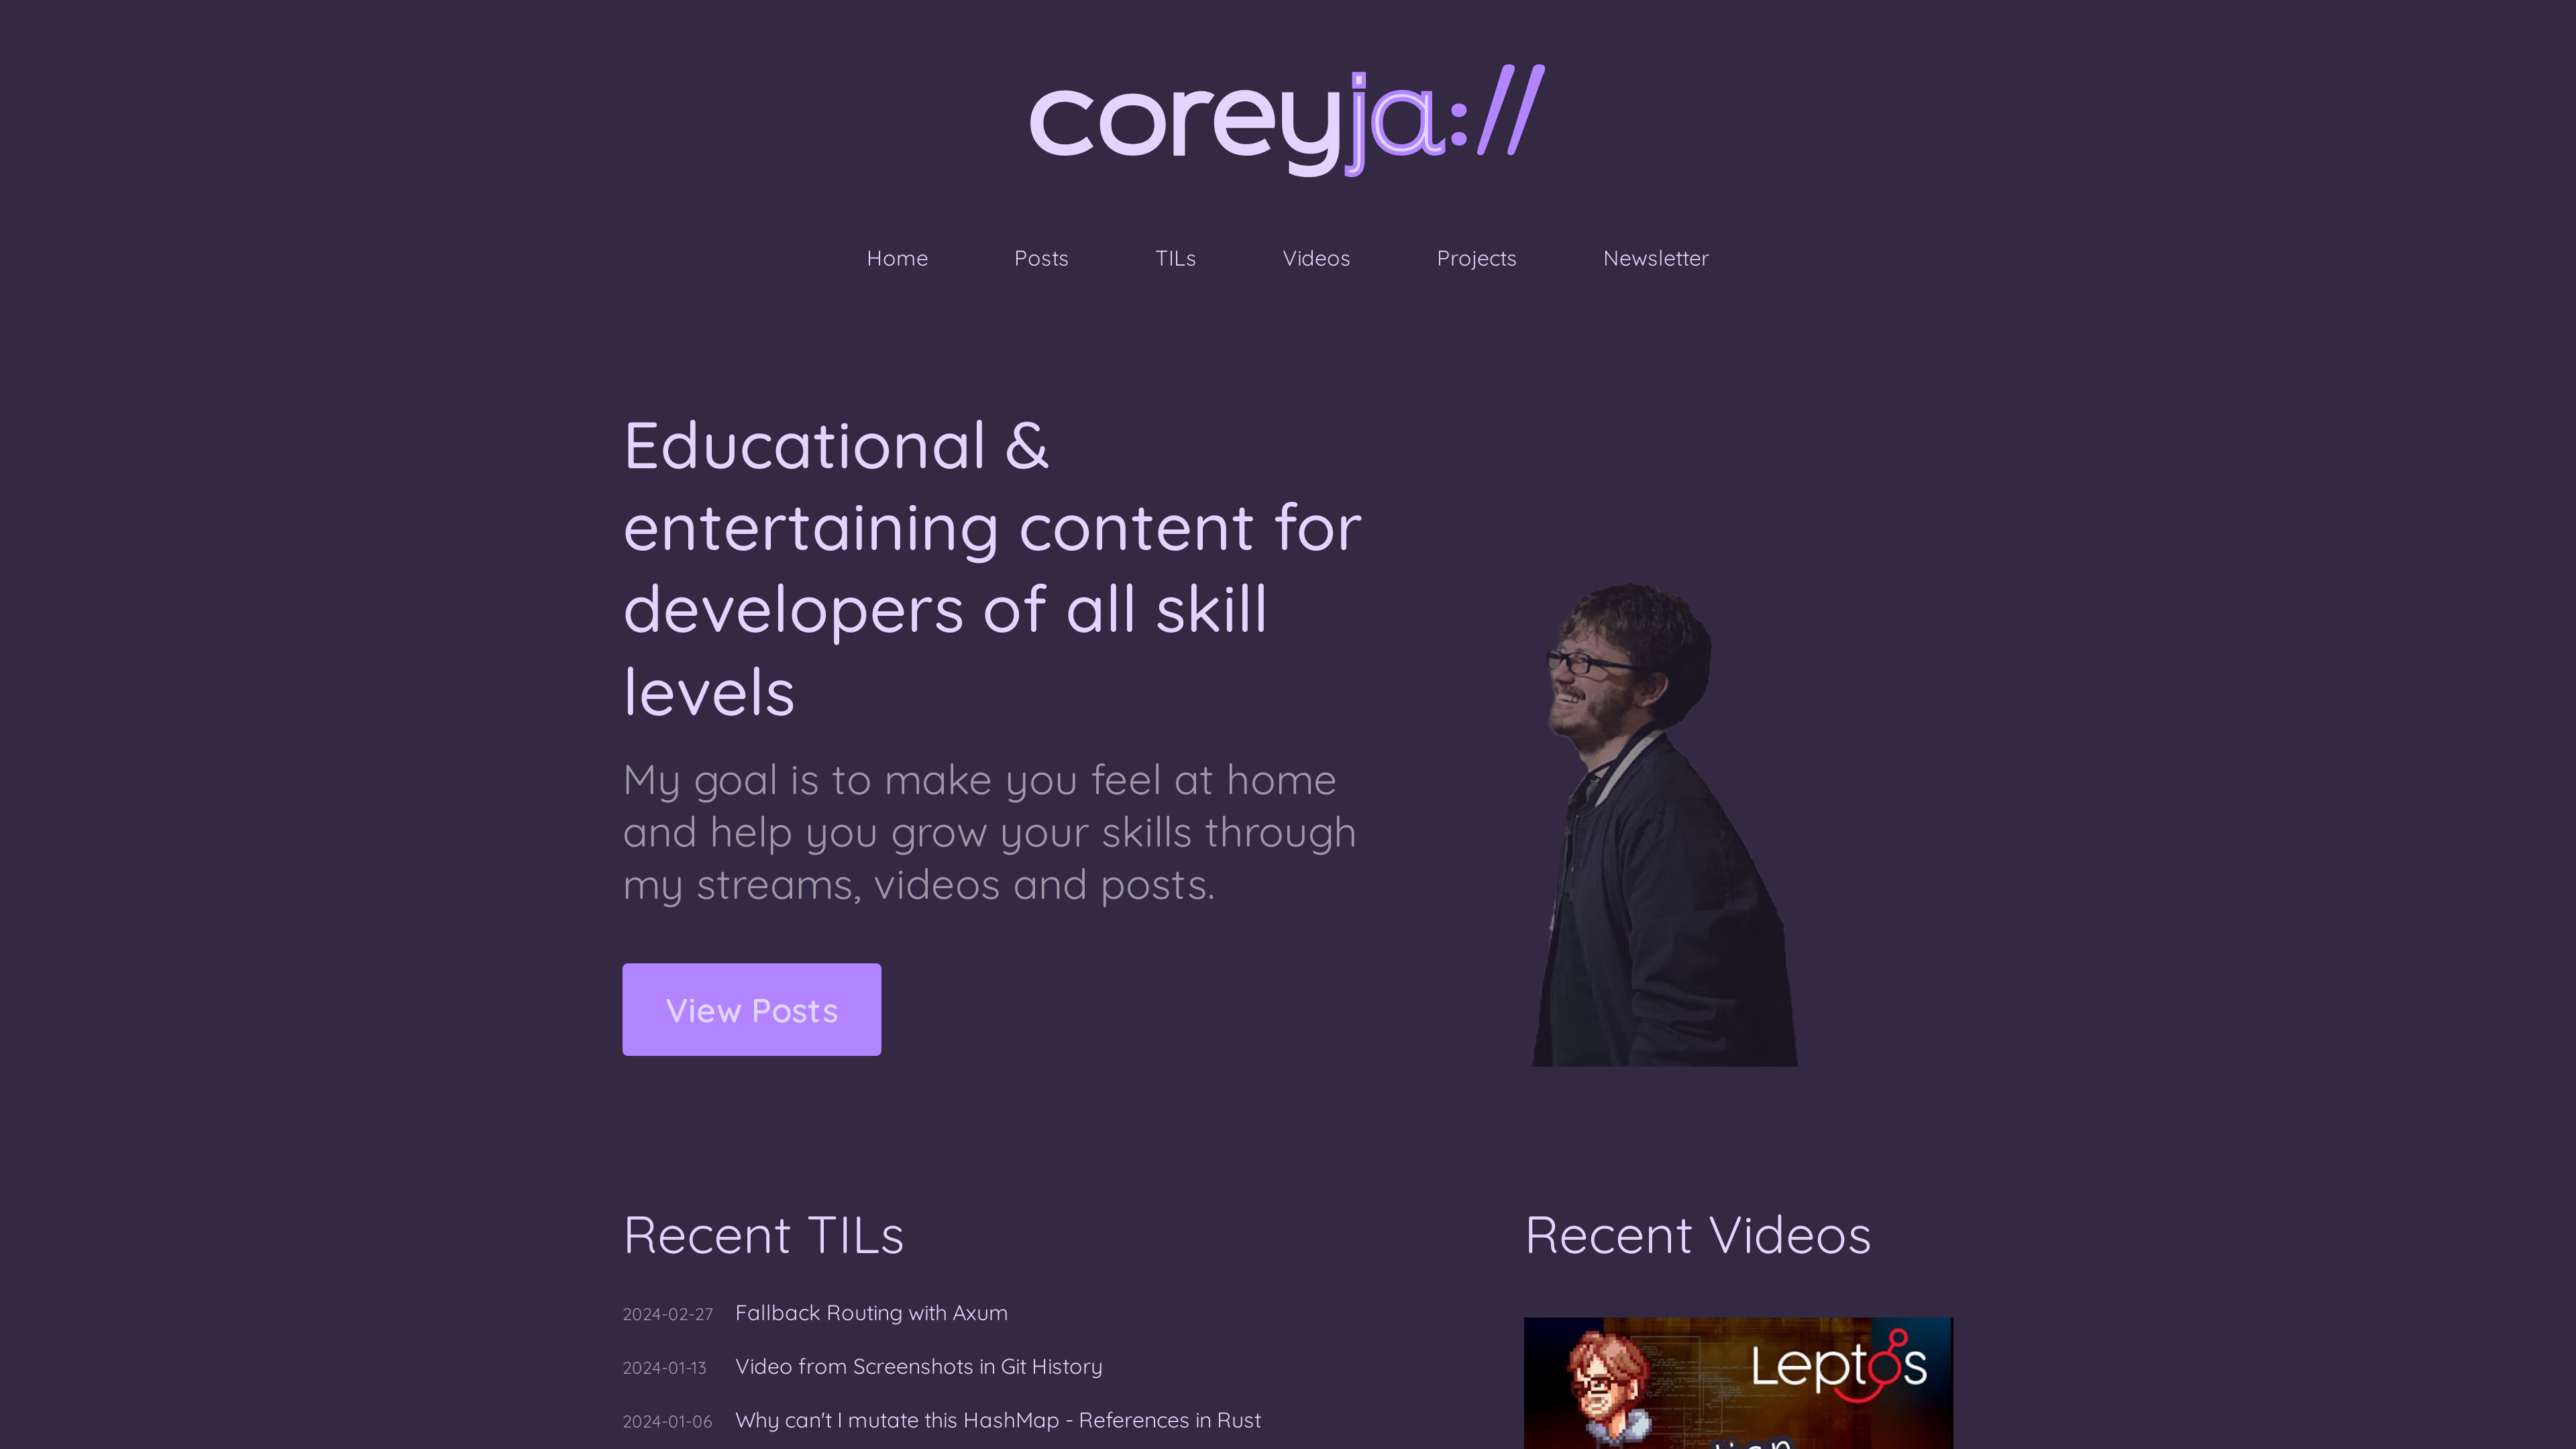 coreyja://
Home Posts TILs Videos Projects Newsletter
Educational &
entertaining content for
developers of all skill
levels
My goal is to make you feel at home
and help you grow your skills through
my streams, videos and posts.
View Posts
Recent TILs
2024-02-27 Fallback Routing with Axum
2024-01-13 Video from Screenshots in Git History
2024-01-06 Why can't I mutate this HashMap - References in Rust
Recent Videos
Leptos